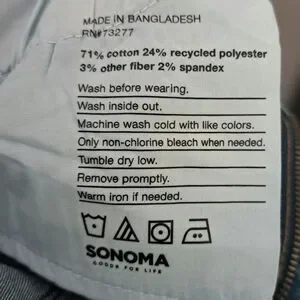 MADE IN BANGLADESH
RN#73277
71% cotton 24% recycled polyester
3% other fiber 2% spandex
Wash before wearing.
Wash inside out.
Machine wash cold with like colors.
Only non-chlorine bleach when needed.
Tumble dry low.
Remove promptly.
Warm iron if needed.
SONOMA
GOODS FOR LIFE